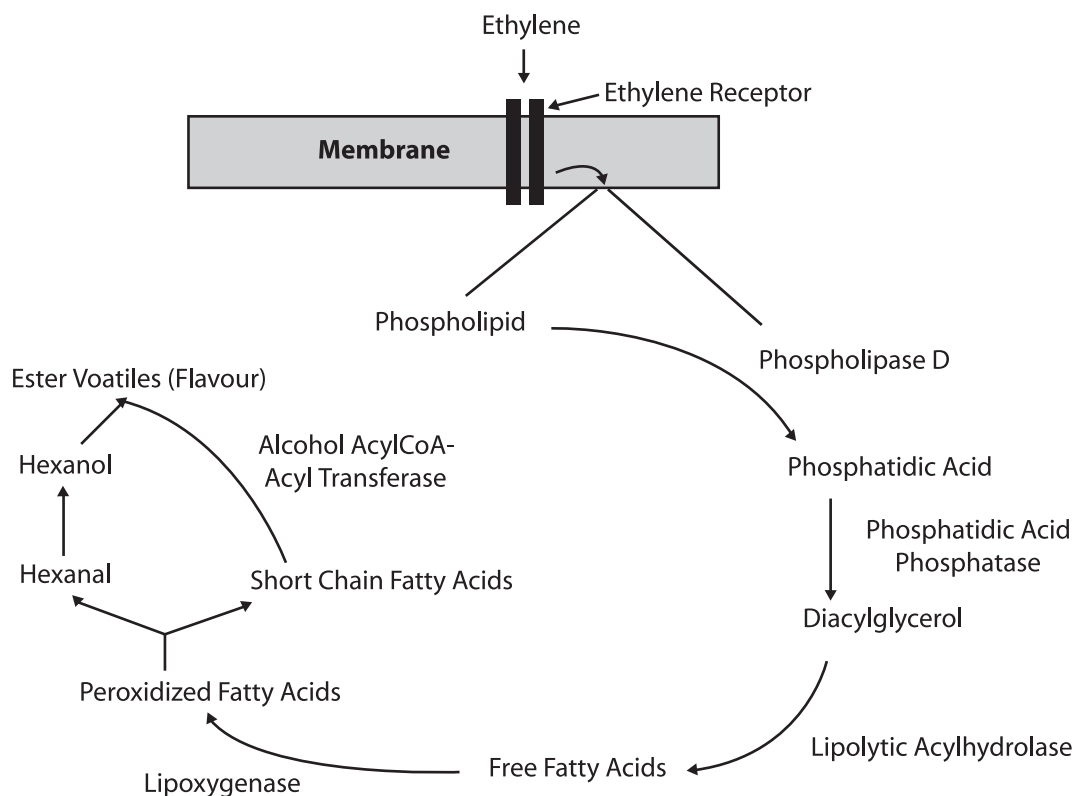 Ethylene
Ethylene Receptor
Membrane
Phospholipid
Phospholipase D
Ester Voatiles (Flavour)
Alcohol AcylCoA-
Acyl Transferase
Hexanol
Phosphatidic Acid
Phosphatidic Acid
Phosphatase
Hexanal
Short Chain Fatty Acids
Diacylglycerol
Peroxidized Fatty Acids
Lipolytic Acylhydrolase
Free Fatty Acids
Lipoxygenase